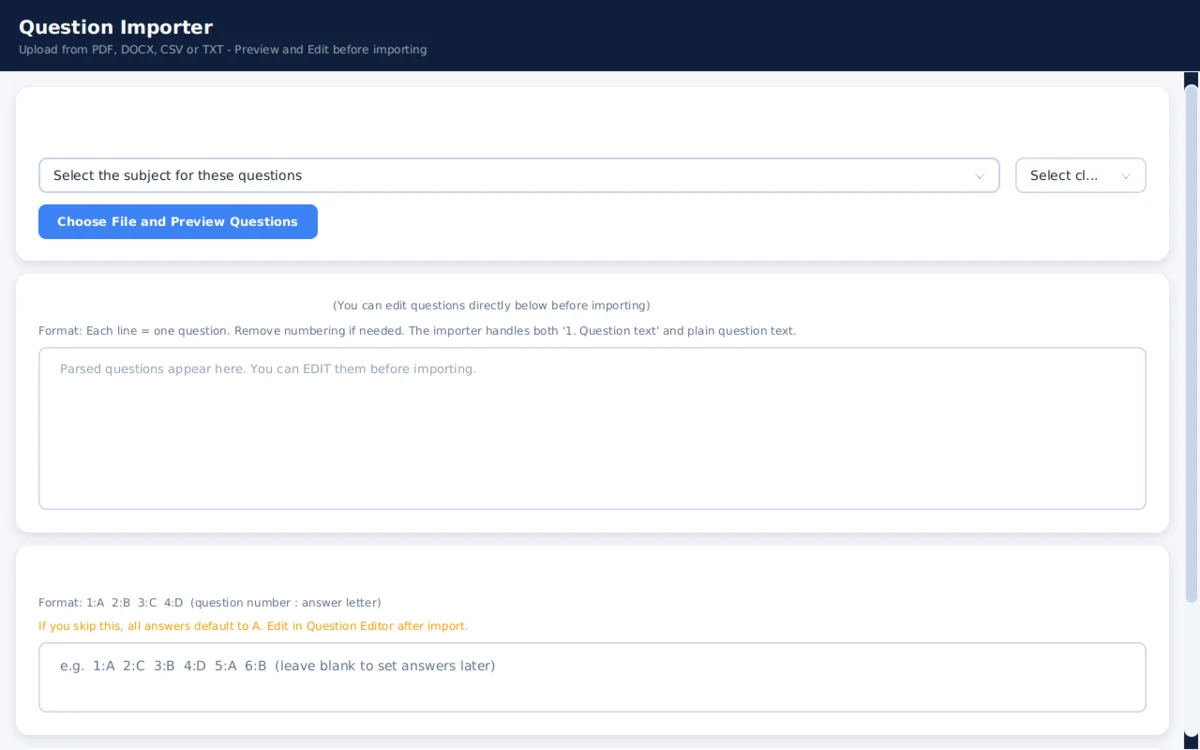 Question Importer
Upload from PDF, DOCX, CSV or TXT - Preview and Edit before importing
Select the subject for these questions
Select cl...
Choose File and Preview Questions
(You can edit questions directly below before importing)
Format: Each line = one question. Remove numbering if needed. The importer handles both '1. Question text' and plain question text.
Parsed questions appear here. You can EDIT them before importing.
Format: 1:A  2:B  3:C  4:D  (question number : answer letter)
If you skip this, all answers default to A. Edit in Question Editor after import.
e.g.  1:A  2:C  3:B  4:D  5:A  6:B  (leave blank to set answers later)